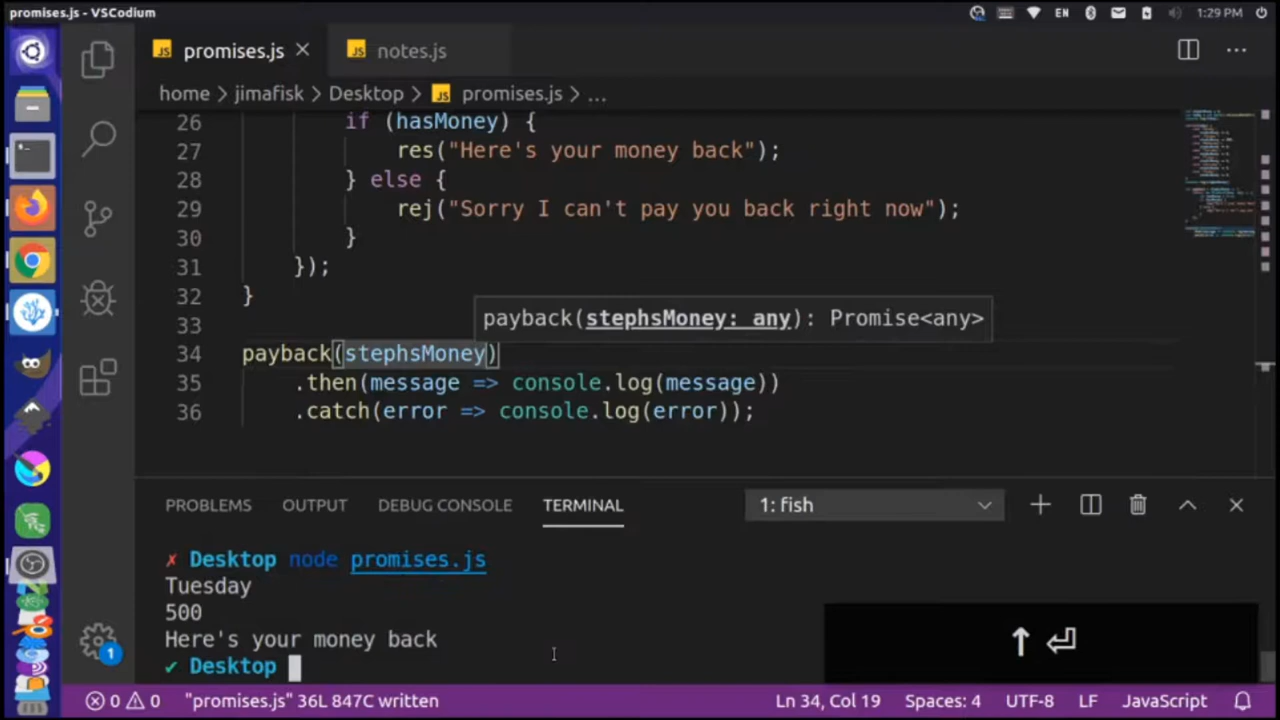 promises.js - VSCodium
EN
1:29 PM
JS promises.js
JS notes.js
home > jimafisk > Desktop > JS promises.js > ...
26 if (hasMoney) {
27 res("Here's your money back");
28 } else {
29 rej("Sorry I can't pay you back right now");
30 }
31 });
32 }
33
payback(stephsMoney: any): Promise<any>
34 payback(stephsMoney)
35 .then(message => console.log(message))
36 .catch(error => console.log(error));
PROBLEMS OUTPUT DEBUG CONSOLE TERMINAL 1: fish
✗ Desktop node promises.js
Tuesday
500
Here's your money back
✔ Desktop
↑ ⏎
1
0 0 "promises.js" 36L 847C written Ln 34, Col 19 Spaces: 4 UTF-8 LF JavaScript